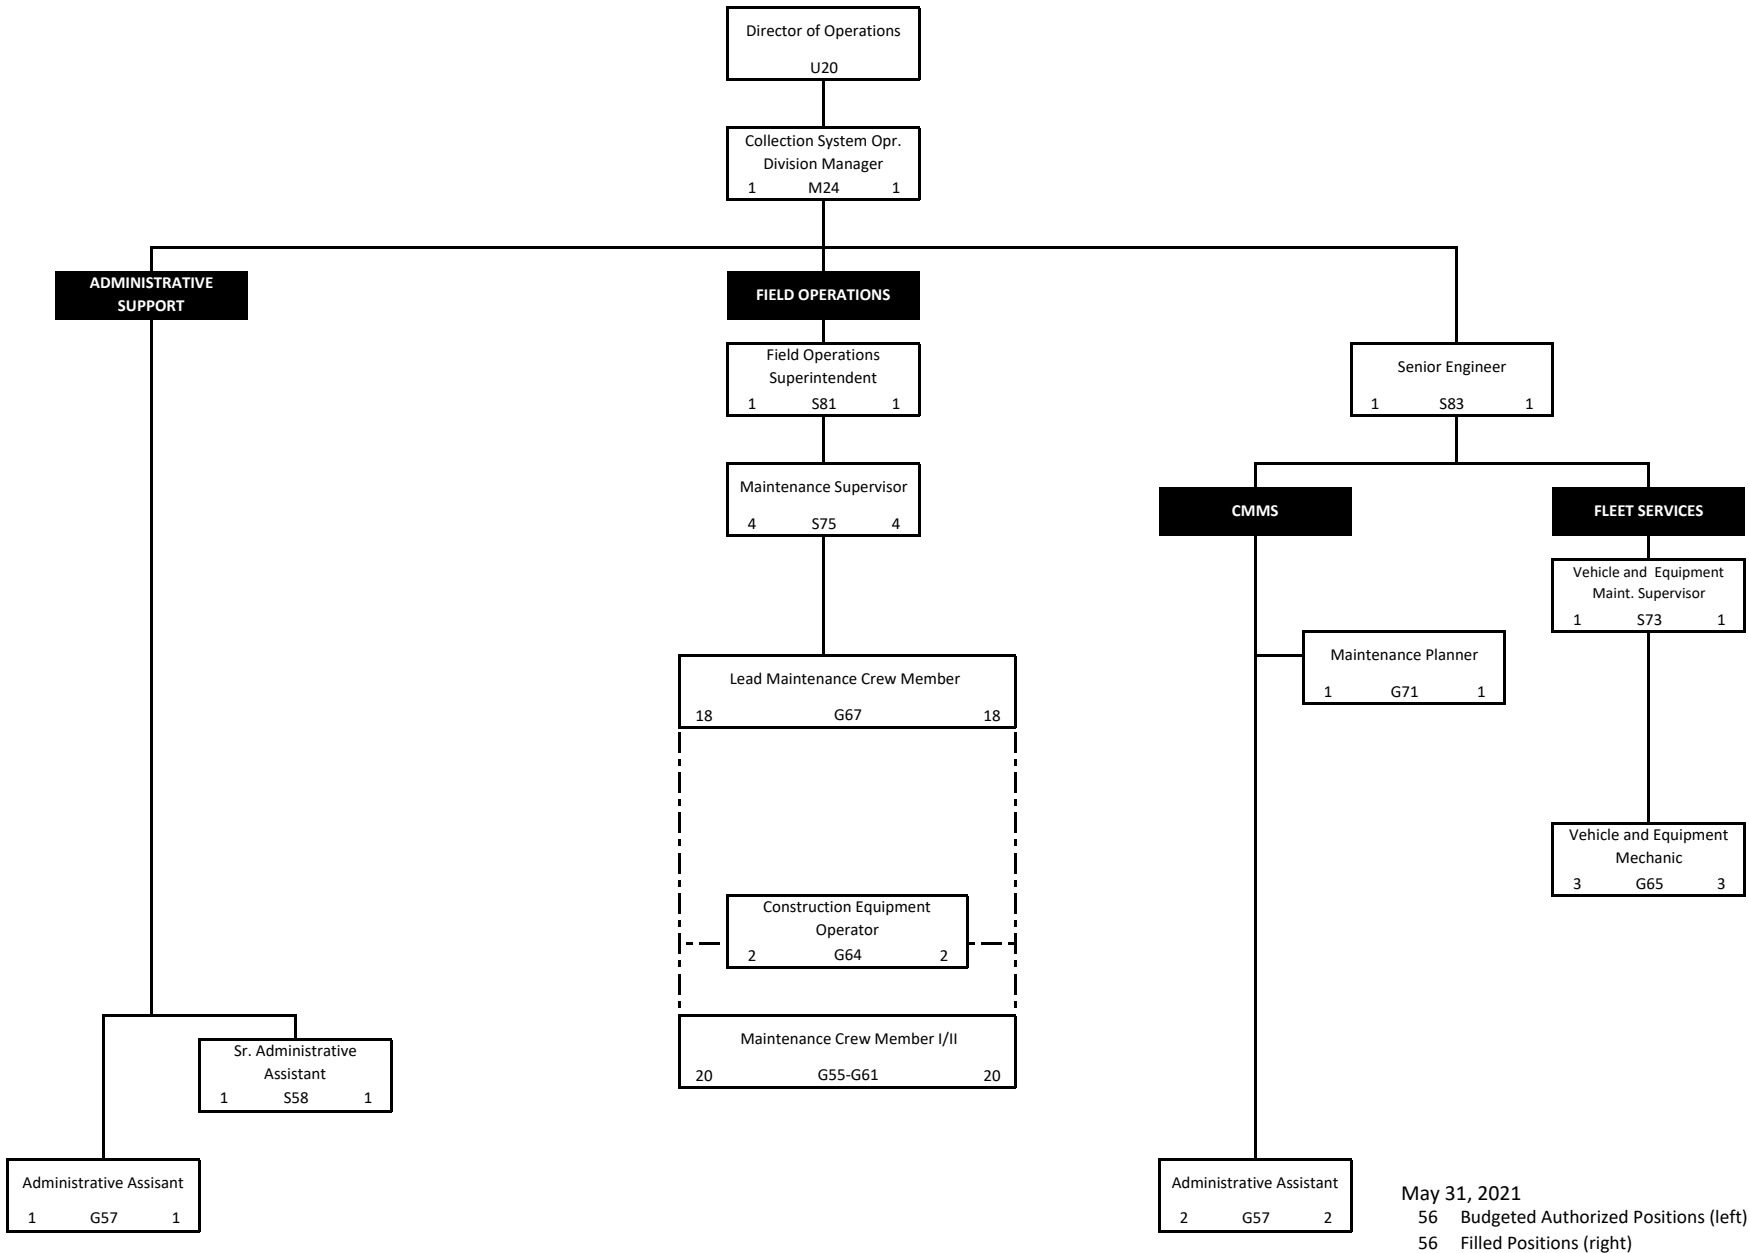 Director of Operations
U20
Collection System Opr.
Division Manager
1 M24 1
ADMINISTRATIVE
SUPPORT
FIELD OPERATIONS
Field Operations
Superintendent
1 S81 1
Senior Engineer
1 S83 1
Maintenance Supervisor
4 S75 4
CMMS
FLEET SERVICES
Vehicle and Equipment
Maint. Supervisor
1 S73 1
Maintenance Planner
1 G71 1
Lead Maintenance Crew Member
18 G67 18
Vehicle and Equipment
Mechanic
3 G65 3
Construction Equipment
Operator
2 G64 2
Sr. Administrative
Assistant
1 S58 1
Maintenance Crew Member I/II
20 G55-G61 20
Administrative Assisant
1 G57 1
Administrative Assistant
2 G57 2
May 31, 2021
56 Budgeted Authorized Positions (left)
56 Filled Positions (right)